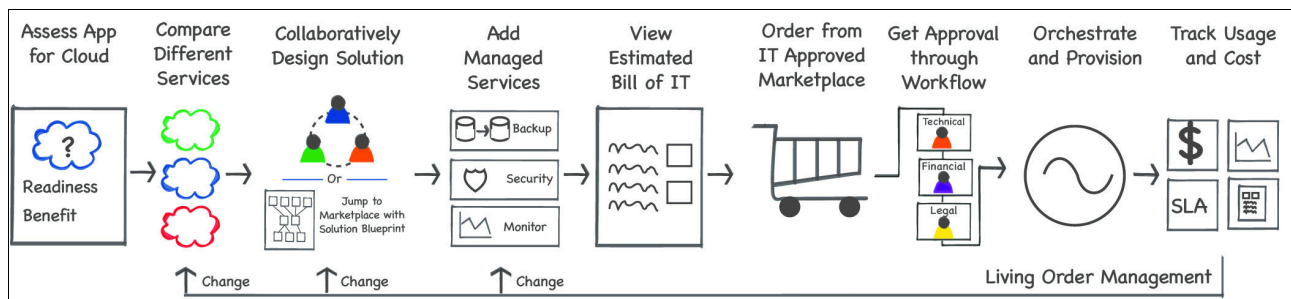 Assess App
for Cloud
Compare
Different
Services
Collaboratively
Design Solution
Add
Managed
Services
View
Estimated
Bill of IT
Order from
IT Approved
Marketplace
Get Approval
through
Workflow
Orchestrate
and Provision
Track Usage
and Cost
?
Readiness
Benefit
Or
Jump to
Marketplace with
Solution Blueprint
Backup
Security
Monitor
Technical
Financial
Legal
$
SLA
Change
Change
Change
Living Order Management